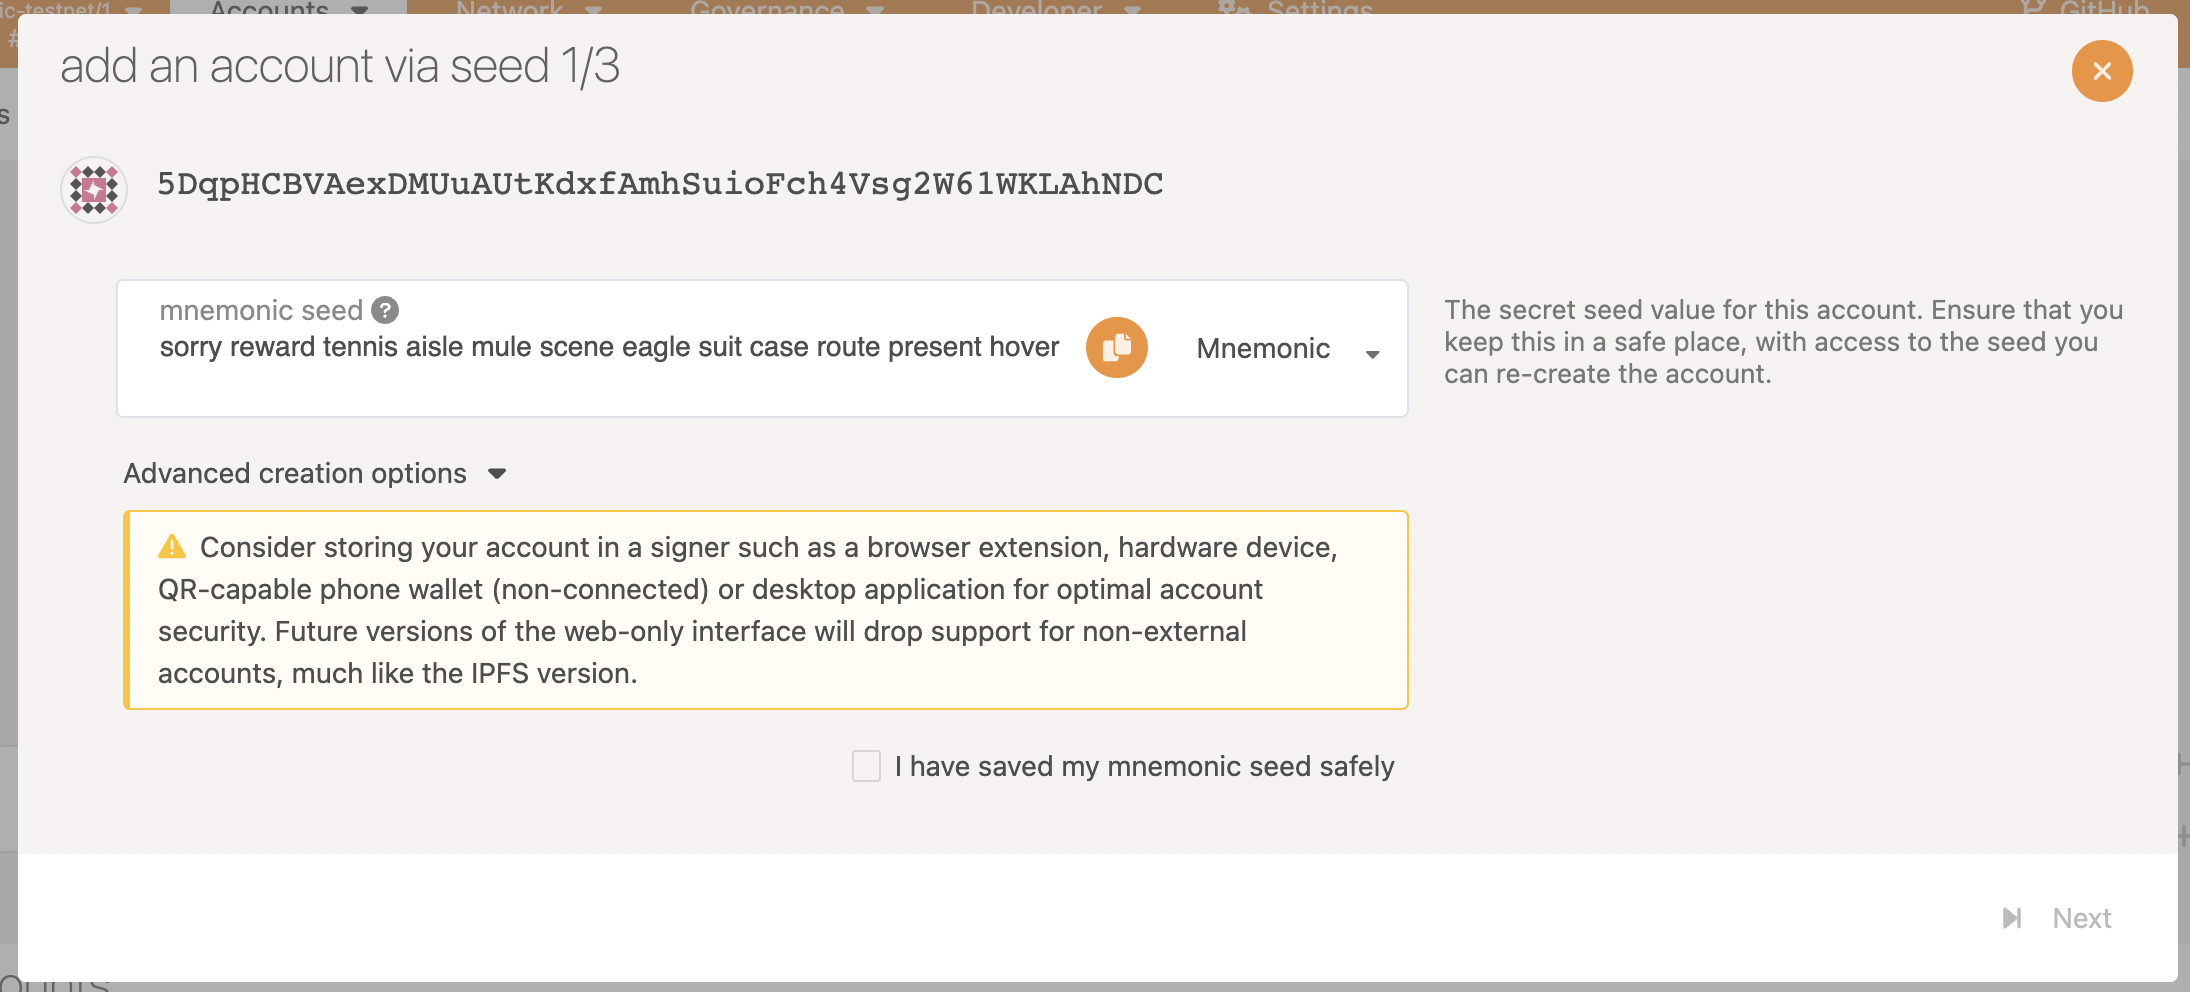 ic-testnet/1
Accounts
Network
Governance
Developer
Settings
GitHub
#
add an account via seed 1/3
s
5DqpHCBVAexDMUuAUtKdxfAmhSuioFch4Vsg2W61WKLAhNDC
mnemonic seed ?
sorry reward tennis aisle mule scene eagle suit case route present hover
Mnemonic
The secret seed value for this account. Ensure that you
keep this in a safe place, with access to the seed you
can re-create the account.
Advanced creation options
Consider storing your account in a signer such as a browser extension, hardware device,
QR-capable phone wallet (non-connected) or desktop application for optimal account
security. Future versions of the web-only interface will drop support for non-external
accounts, much like the IPFS version.
I have saved my mnemonic seed safely
Next
ounts